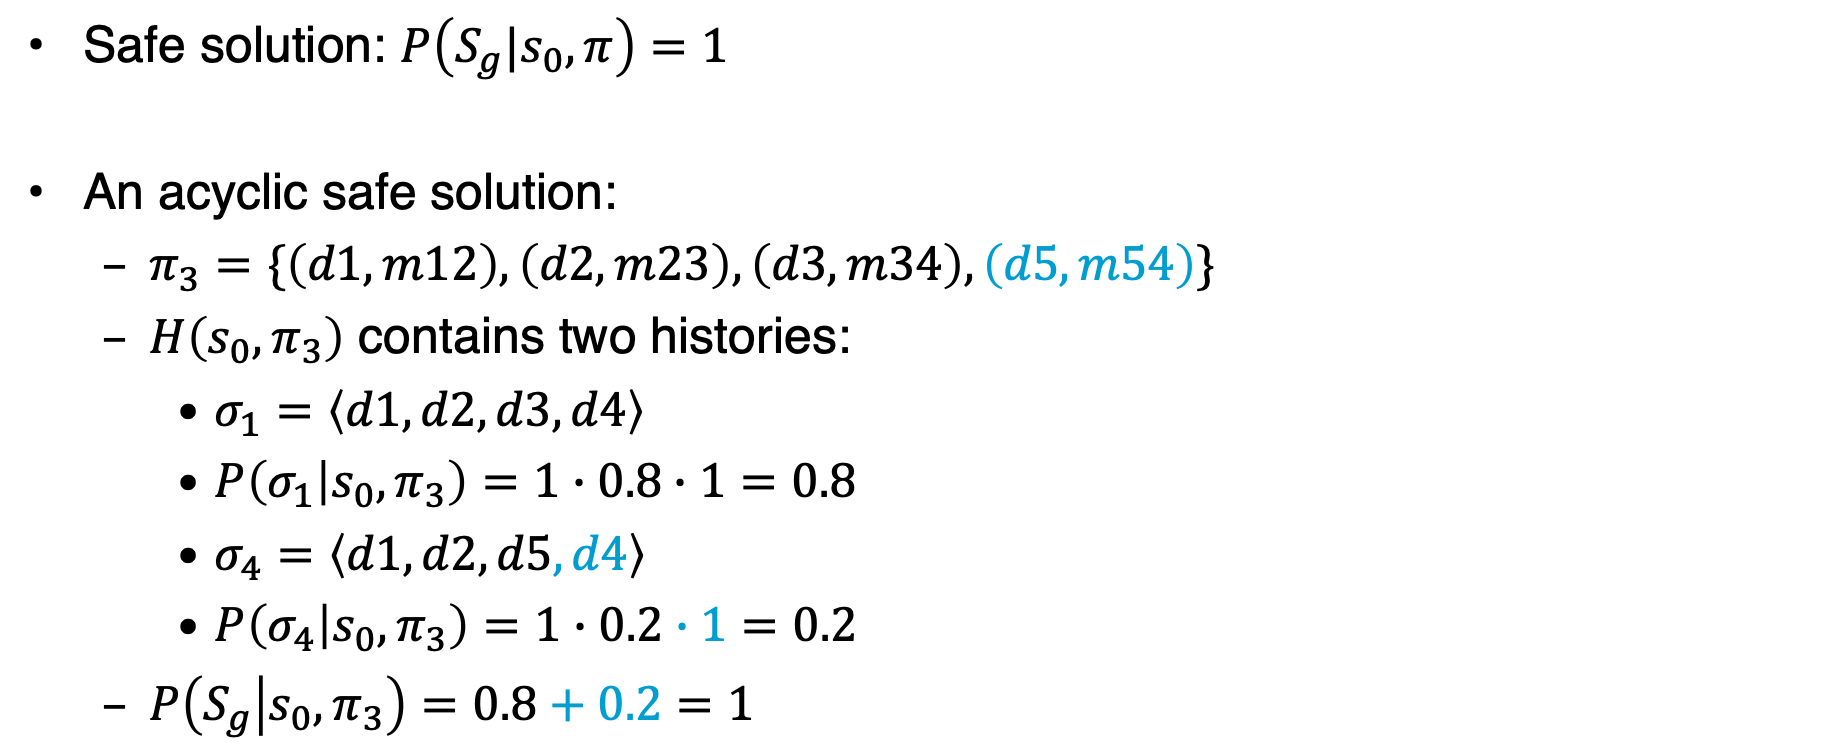 • Safe solution: P(S_g|s_0, π) = 1
• An acyclic safe solution:
– π_3 = {(d1, m12), (d2, m23), (d3, m34), (d5, m54)}
– H(s_0, π_3) contains two histories:
• σ_1 = ⟨d1, d2, d3, d4⟩
• P(σ_1|s_0, π_3) = 1 · 0.8 · 1 = 0.8
• σ_4 = ⟨d1, d2, d5, d4⟩
• P(σ_4|s_0, π_3) = 1 · 0.2 · 1 = 0.2
– P(S_g|s_0, π_3) = 0.8 + 0.2 = 1